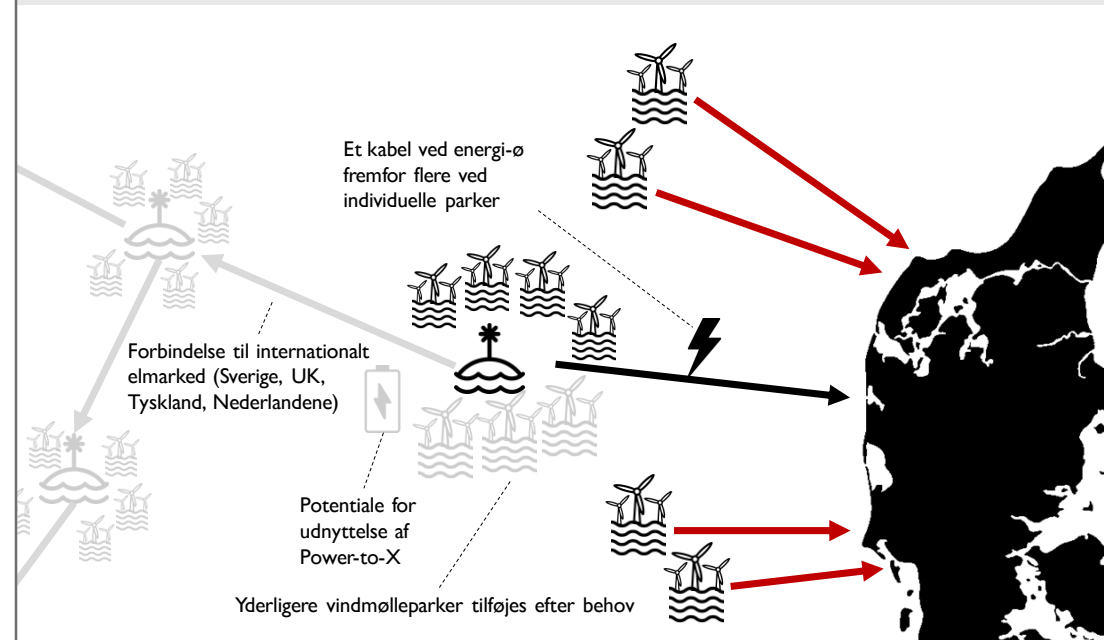 Et kabel ved energi-ø
fremfor flere ved
individuelle parker
Forbindelse til internationalt
elmarked (Sverige, UK,
Tyskland, Nederlandene)
Potentiale for
udnyttelse af
Power-to-X
Yderligere vindmølleparker tilføjes efter behov